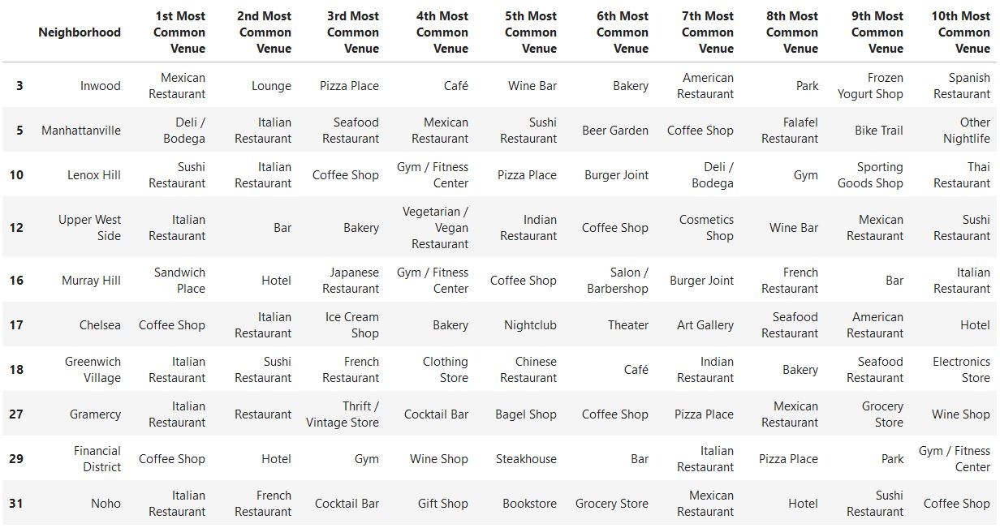 Neighborhood 1st Most Common Venue 2nd Most Common Venue 3rd Most Common Venue 4th Most Common Venue 5th Most Common Venue 6th Most Common Venue 7th Most Common Venue 8th Most Common Venue 9th Most Common Venue 10th Most Common Venue
3 Inwood Mexican Restaurant Lounge Pizza Place Café Wine Bar Bakery American Restaurant Park Frozen Yogurt Shop Spanish Restaurant
5 Manhattanville Deli / Bodega Italian Restaurant Seafood Restaurant Mexican Restaurant Sushi Restaurant Beer Garden Coffee Shop Falafel Restaurant Bike Trail Other Nightlife
10 Lenox Hill Sushi Restaurant Italian Restaurant Coffee Shop Gym / Fitness Center Pizza Place Burger Joint Deli / Bodega Gym Sporting Goods Shop Thai Restaurant
12 Upper West Side Italian Restaurant Bar Bakery Vegetarian / Vegan Restaurant Indian Restaurant Coffee Shop Cosmetics Shop Wine Bar Mexican Restaurant Sushi Restaurant
16 Murray Hill Sandwich Place Hotel Japanese Restaurant Gym / Fitness Center Coffee Shop Salon / Barbershop Burger Joint French Restaurant Bar Italian Restaurant
17 Chelsea Coffee Shop Italian Restaurant Ice Cream Shop Bakery Nightclub Theater Art Gallery Seafood Restaurant American Restaurant Hotel
18 Greenwich Village Italian Restaurant Sushi Restaurant French Restaurant Clothing Store Chinese Restaurant Café Indian Restaurant Bakery Seafood Restaurant Electronics Store
27 Gramercy Italian Restaurant Restaurant Thrift / Vintage Store Cocktail Bar Bagel Shop Coffee Shop Pizza Place Mexican Restaurant Grocery Store Wine Shop
29 Financial District Coffee Shop Hotel Gym Wine Shop Steakhouse Bar Italian Restaurant Pizza Place Park Gym / Fitness Center
31 Noho Italian Restaurant French Restaurant Cocktail Bar Gift Shop Bookstore Grocery Store Mexican Restaurant Hotel Sushi Restaurant Coffee Shop